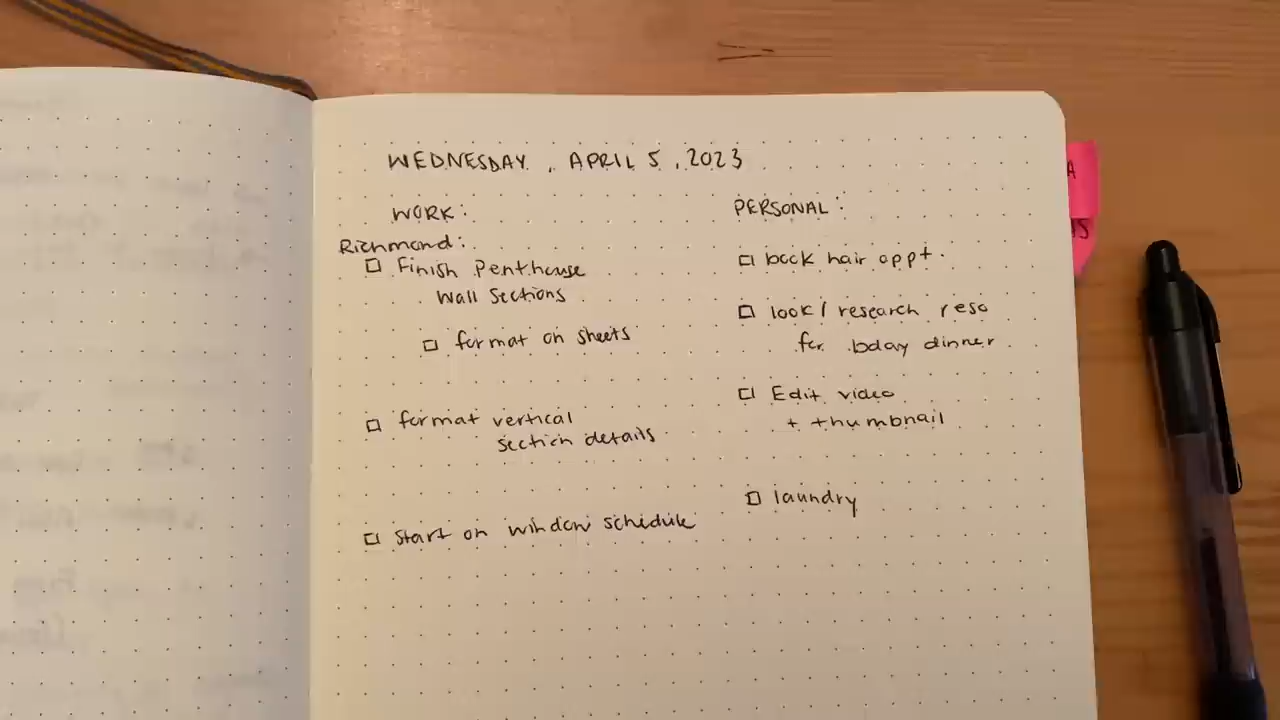 WEDNESDAY, APRIL 5, 2023
WORK:
Richmond:
Finish Penthouse
Wall Sections
format on sheets
format vertical
section details
Start on window schedule
PERSONAL:
book hair appt.
look/research reso
for bday dinner
Edit video
+ thumbnail
laundry
A